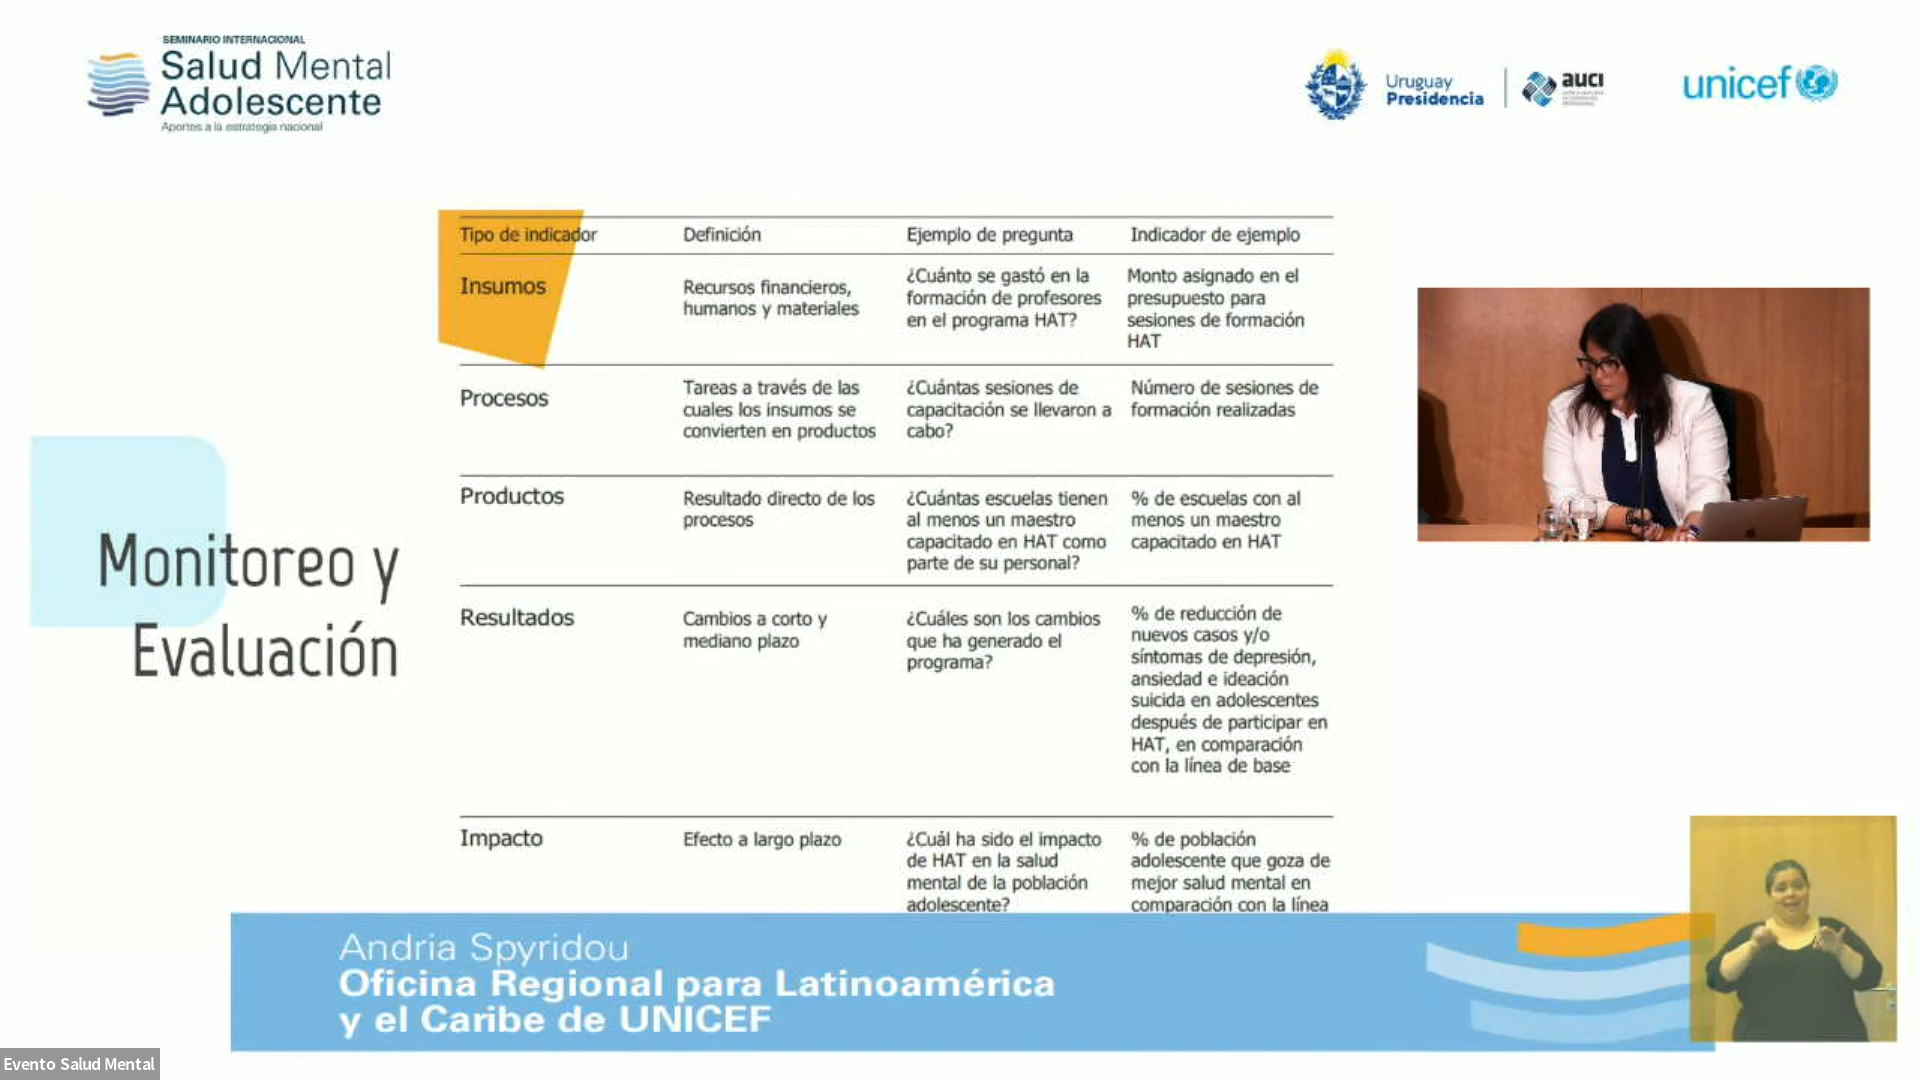 SEMINARIO INTERNACIONAL
Salud Mental
Adolescente
Aportes a la estrategia nacional
Uruguay
Presidencia
auci
unicef
Monitoreo y
Evaluación
Tipo de indicador Definición Ejemplo de pregunta Indicador de ejemplo
Insumos
Recursos financieros,
humanos y materiales
¿Cuánto se gastó en la
formación de profesores
en el programa HAT?
Monto asignado en el
presupuesto para
sesiones de formación
HAT
Procesos
Tareas a través de las
cuales los insumos se
convierten en productos
¿Cuántas sesiones de
capacitación se llevaron a
cabo?
Número de sesiones de
formación realizadas
Productos
Resultado directo de los
procesos
¿Cuántas escuelas tienen
al menos un maestro
capacitado en HAT como
parte de su personal?
% de escuelas con al
menos un maestro
capacitado en HAT
Resultados
Cambios a corto y
mediano plazo
¿Cuáles son los cambios
que ha generado el
programa?
% de reducción de
nuevos casos y/o
síntomas de depresión,
ansiedad e ideación
suicida en adolescentes
después de participar en
HAT, en comparación
con la línea de base
Impacto
Efecto a largo plazo
¿Cuál ha sido el impacto
de HAT en la salud
mental de la población
adolescente?
% de población
adolescente que goza de
mejor salud mental en
comparación con la línea
Andria Spyridou
Oficina Regional para Latinoamérica
y el Caribe de UNICEF
Evento Salud Mental